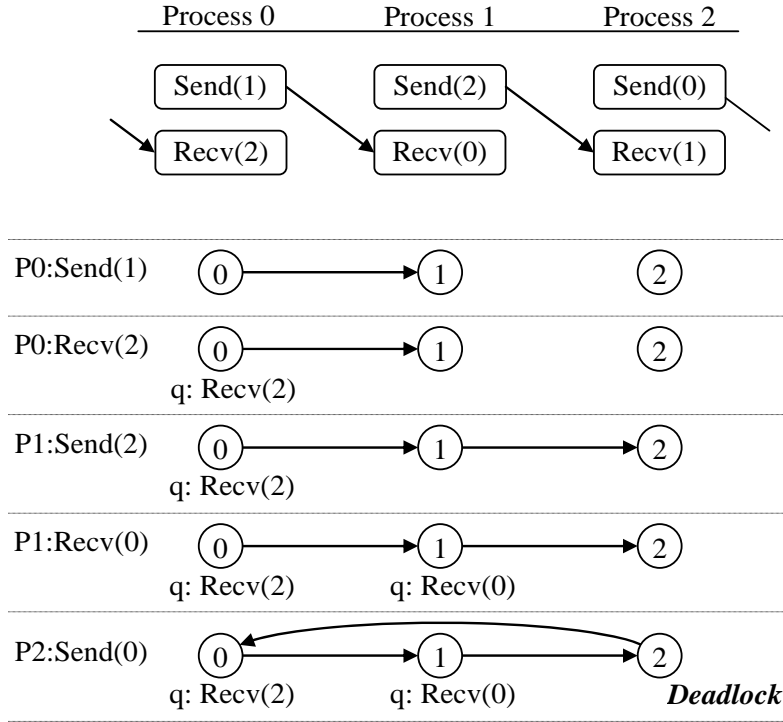 Process 0 Process 1 Process 2
Send(1) Send(2) Send(0)
Recv(2) Recv(0) Recv(1)
P0:Send(1) 0 1 2
P0:Recv(2) 0 1 2
q: Recv(2)
P1:Send(2) 0 1 2
q: Recv(2)
P1:Recv(0) 0 1 2
q: Recv(2) q: Recv(0)
P2:Send(0) 0 1 2
q: Recv(2) q: Recv(0) Deadlock